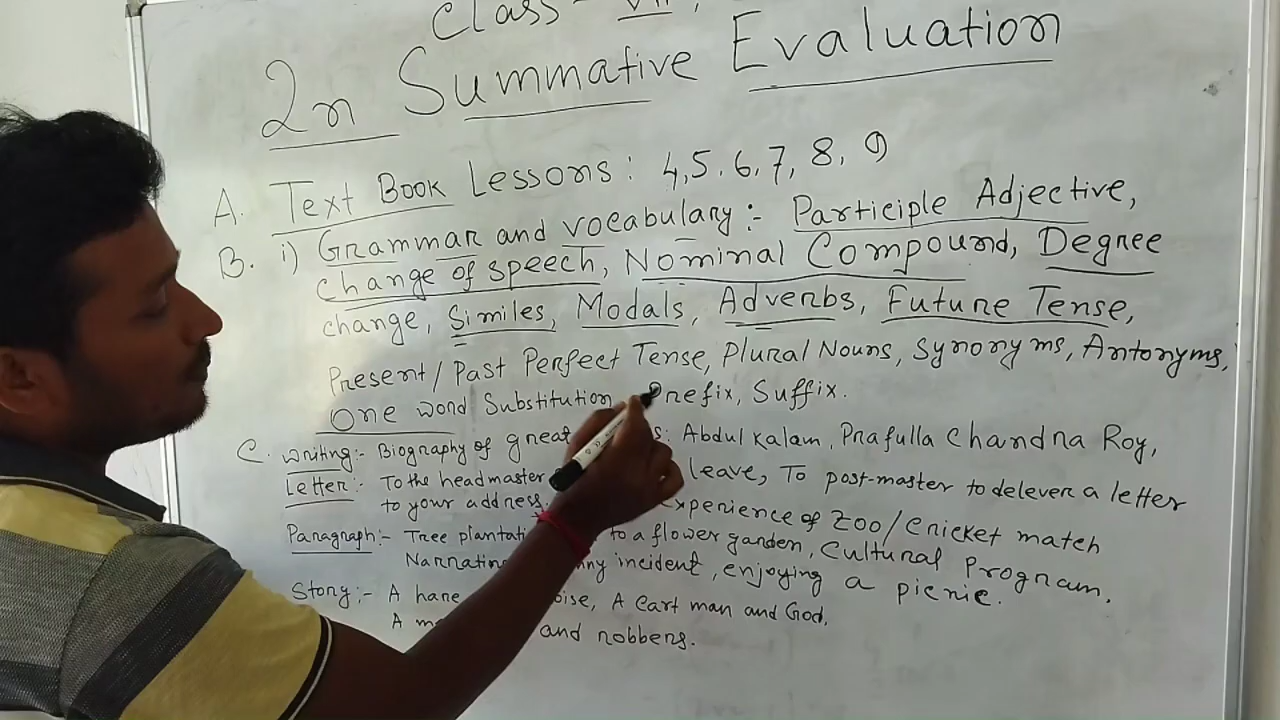 Class - VII
2n Summative Evaluation
A. Text Book Lessons: 4,5.6,7, 8, 9
B. i) Grammar and vocabulary:- Participle Adjective,
change of speech, Nominal Compound, Degree
change, Similes, Modals, Adverbs, Future Tense,
Present / Past Perfect Tense, Plural Nouns, Synonyms, Antonyms,
One word Substitution Prefix, Suffix.
C. Writing:- Biography of great : Abdul Kalam, Prafulla Chandra Roy,
Letter:- To the headmaster leave, To post-master to delever a letter
to your address, experience of Zoo/Cricket match
Paragraph:- Tree to a flower garden, Cultural Program,
incident, enjoying a picnic.
Story:- A hare , A Cart man and God,
A and robbers.